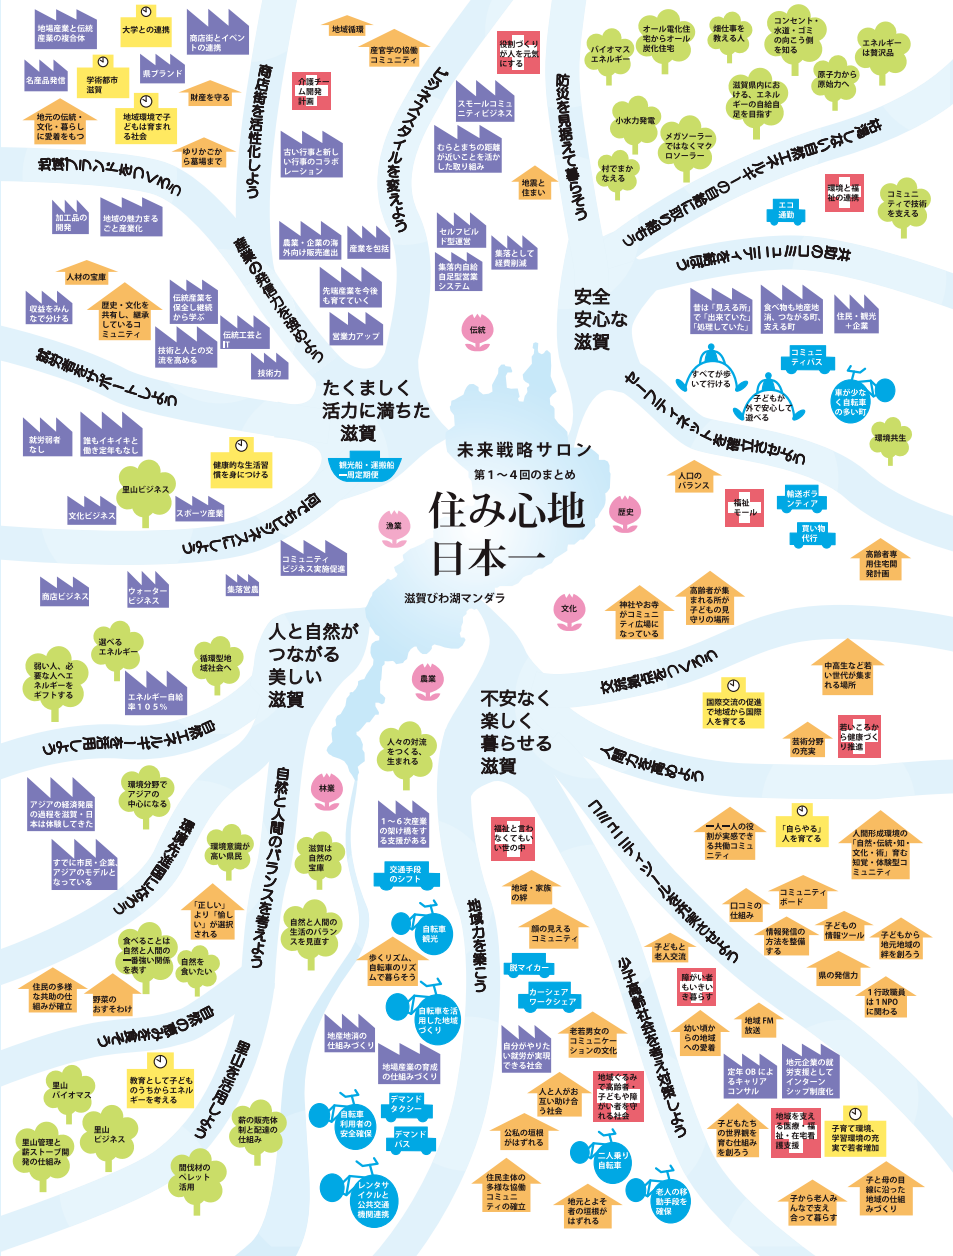 地場産業と伝統
産業の複合体
大学との連携
商店街とイベン
トの連携
名産品発信
学術都市
滋賀
県ブランド
財産を守る
地元の伝統・
文化・暮らし
に愛着をもつ
地域環境で子
どもは育まれ
る社会
ゆりかごか
ら墓場まで
地域ブランドをつくろう
商店街を活性化しよう
地域循環
産官学の協働
コミュニティ
介護チー
ム開発
計画
古い行事と新し
い行事のコラボ
レーション
ビジネススタイルを変えよう
役割づくり
が人を元気
にする
スモールコミュ
ニティビジネス
むらとまちの距離
が近いことを活か
した取り組み
地震と
住まい
防災を見据えて暮らそう
バイオマス
エネルギー
オール電化住
宅からオール
炭化住宅
畑仕事を
教える人
コンセント・
水道・ゴミ
の向こう側
を知る
エネルギー
は贅沢品
原子力から
原始力へ
滋賀県内にお
ける、エネル
ギーの自給自
足を目指す
小水力発電
メガソーラー
ではなくマク
ロソーラー
村でまか
なえる
枯渇しない自然エネルギーの自給に取り組もう
環境と福
祉の連携
エコ
通勤
コミュニ
ティで技術
を支える
共助のコミュニティを結ぼう
加工品の
開発
地域の魅力まる
ごと産業化
人材の宝庫
収益をみん
なで分ける
歴史・文化を
共有し、継承
しているコ
ミュニティ
伝統産業を
保全し継続
から学ぶ
伝統工芸と
IT
技術と人との交
流を高める
技術力
産業の発信力を強めよう
農業・企業の海
外向け販売進出
産業を包括
先端産業を今後
も育てていく
営業力アップ
セルフビル
ド型運営
集落内自給
自足型営業
システム
集落として
経費削減
伝統
安全
安心な
滋賀
昔は「見える所」
で「出来ていた」
「処理していた」
食べ物も地産地
消、つながる町、
支える町
住民・観光
＋企業
すべてが歩
いて行ける
コミュニ
ティバス
子どもが
外で安心して
遊べる
車が少な
く自転車
の多い町
環境共生
セーフティネットを確立させよう
人口の
バランス
福祉
モール
輸送ボラ
ンティア
買い物
代行
高齢者専
用住宅開
発計画
就労者をサポートしよう
たくましく
活力に満ちた
滋賀
就労弱者
なし
誰もイキイキと
働き定年もなし
健康的な生活習
慣を身につける
観光船・運搬船
一周定期便
里山ビジネス
文化ビジネス
スポーツ産業
困りごともビジネスにしよう
コミュニティ
ビジネス実施促進
商店ビジネス
ウォーター
ビジネス
集落営農
未来戦略サロン
第１～４回のまとめ
住み心地
日本一
滋賀びわ湖マンダラ
漁業
歴史
文化
農業
林業
神社やお寺
がコミュニ
ティ広場に
なっている
高齢者が集
まれる所が
子どもの見
守りの場所
人と自然が
つながる
美しい
滋賀
選べる
エネルギー
循環型地
域社会へ
弱い人、必
要な人へエ
ネルギーを
ギフトする
エネルギー自給
率１０５％
自然エネルギーを活用しよう
アジアの経済発展
の過程を滋賀・日
本は体験してきた
環境分野で
アジアの
中心になる
すでに市民・企業、
アジアのモデルと
なっている
環境意識が
高い県民
環境先進県になろう
「正しい」
より「愉し
い」が選択
される
食べることは
自然と人間の
一番強い関係
を表す
自然を
食いたい
住民の多様
な共助の仕
組みが確立
野菜の
おすそわけ
自然の恵みを食そう
自然と人間のバランスを考えよう
滋賀は
自然の
宝庫
自然と人間の
生活のバラン
スを見直す
教育として子ど
ものうちからエネル
ギーを考える
里山
バイオマス
里山
ビジネス
里山管理と
薪ストーブ開
発の仕組み
里山を活用しよう
薪の販売体
制と配達の
仕組み
間伐材の
ペレット
活用
不安なく
楽しく
暮らせる
滋賀
人々の対流
をつくる、
生まれる
１～６次産業
の架け橋をす
る支援がある
交通手段
のシフト
自転車
観光
歩くリズム、
自転車のリズ
ムで暮らそう
自転車を活
用した地域
づくり
地産地消の
仕組みづくり
地場産業の育成
の仕組みづくり
自転車
利用者の
安全確保
デマンド
タクシー
デマンド
バス
レンタサ
イクルと
公共交通
機関連携
地域力を築こう
福祉と言わ
なくてもい
い世の中
地域・家族
の絆
顔の見える
コミュニティ
脱マイカー
カーシェア
ワークシェア
自分がやりた
い就労が実現
できる社会
老若男女の
コミュニケー
ションの文化
人と人がお
互い助け合
う社会
地域ぐるみ
で高齢者・
子どもや障
がい者を守
れる社会
公私の垣根
がはずれる
二人乗り
自転車
住民主体の
多様な協働
コミュニ
ティの確立
地元とよそ
者の垣根が
はずれる
老人の移
動手段を
確保
少子高齢社会を考え対策しよう
交流拠点をつくろう
中高生など若
い世代が集ま
れる場所
国際交流の促進
で地域から国際
人を育てる
芸術分野
の充実
若いころか
ら健康づく
り推進
人間力を高めよう
コミュニティツールを充実させよう
一人一人の役
割が実感でき
る共働コミュ
ニティ
「自らやる」
人を育てる
人間形成環境の
「自然・伝統・知・
文化・術」育む
知覚・体験型コ
ミュニティ
口コミの
仕組み
コミュニティ
ボード
情報発信の
方法を整備
する
子どもの
情報ツール
子どもから
地元地域の
絆を創ろう
県の発信力
１行政職員
は１NPO
に関わる
子どもと
老人交流
障がい者
もいきい
き暮らす
幼い頃か
らの地域
への愛着
地域 FM
放送
定年 OB によ
るキャリア
コンサル
地元企業の就
労支援として
インターン
シップ制度化
子どもたち
の世界観を
育む仕組み
を創ろう
地域を支え
る医療・福
祉・在宅看
護支援
子育て環境、
学習環境の充
実で若者増加
子から老人み
んなで支え
合って暮らす
子と母の目
線に沿った
地域の仕組
みづくり